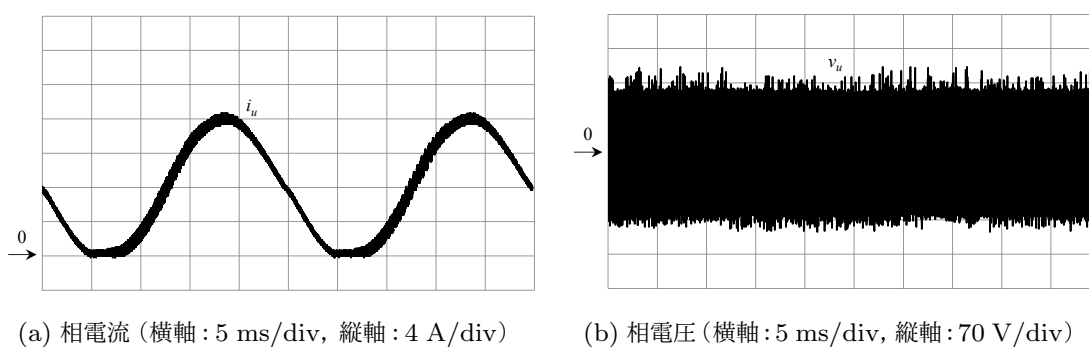 i_u
0
v_u
0
(a) 相電流（横軸：5 ms/div, 縦軸：4 A/div）
(b) 相電圧（横軸：5 ms/div, 縦軸：70 V/div）